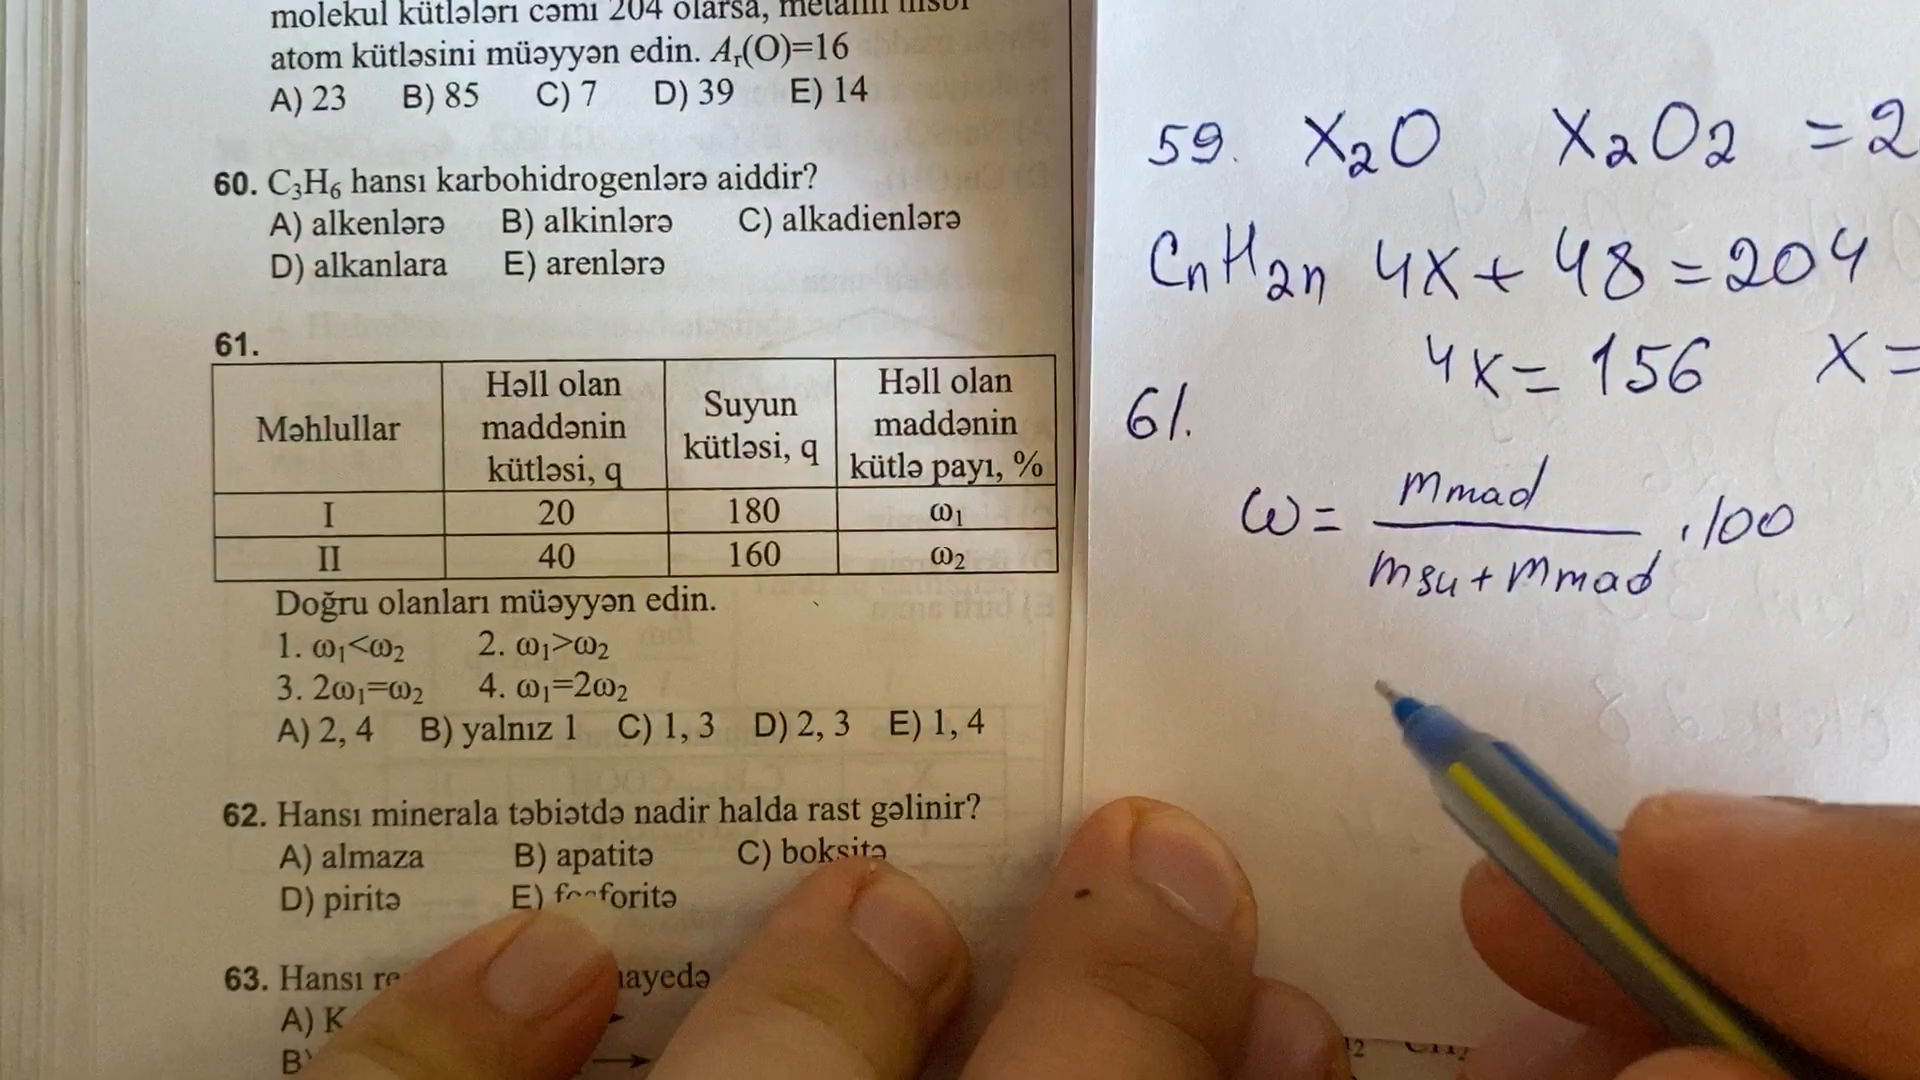 molekul kütlələri cəmi 204 olarsa, metalın nisbi
atom kütləsini müəyyən edin. Ar(O)=16
A) 23 B) 85 C) 7 D) 39 E) 14
60. C3H6 hansı karbohidrogenlərə aiddir?
A) alkenlərə B) alkinlərə C) alkadienlərə
D) alkanlara E) arenlərə
61.
Məhlullar Həll olan maddənin kütləsi, q Suyun kütləsi, q Həll olan maddənin kütlə payı, %
I 20 180 ω1
II 40 160 ω2
Doğru olanları müəyyən edin.
1. ω1<ω2 2. ω1>ω2
3. 2ω1=ω2 4. ω1=2ω2
A) 2, 4 B) yalnız 1 C) 1, 3 D) 2, 3 E) 1, 4
62. Hansı minerala təbiətdə nadir halda rast gəlinir?
A) almaza B) apatitə C) boksitə
D) piritə E) fosforitə
63. Hansı
A) K
B)
59. X2O X2O2 = 2
CnH2n 4X + 48 = 204
4X = 156 X =
61.
ω = mmad / msu + mmad · 100